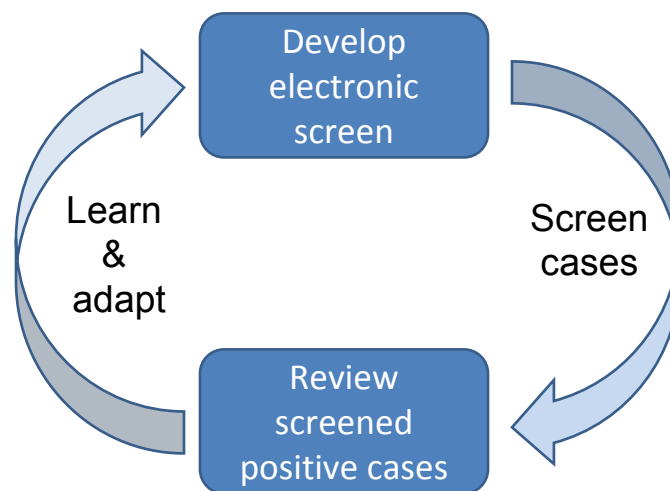 Develop
electronic
screen
Learn
&
adapt
Screen
cases
Review
screened
positive cases